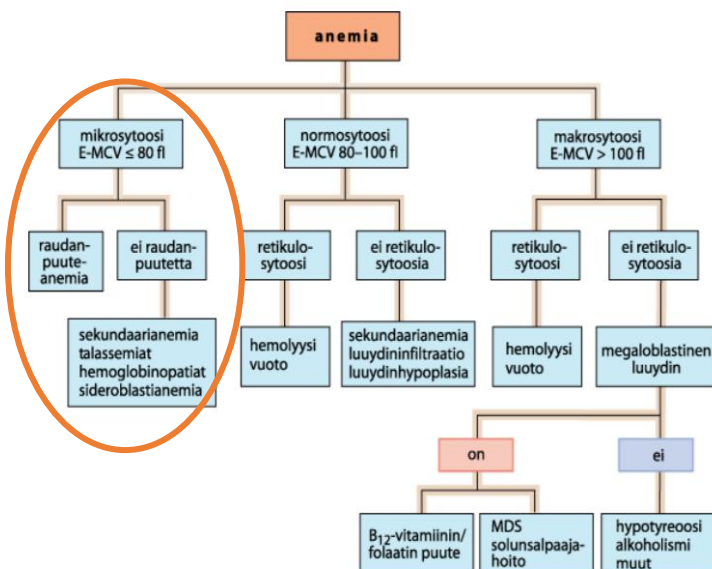 anemia
mikrosytoosi
E-MCV ≤ 80 fl
normosytoosi
E-MCV 80–100 fl
makrosytoosi
E-MCV > 100 fl
raudan-
puute-
anemia
ei raudan-
puutetta
retikulo-
sytoosi
ei retikulo-
sytoosia
retikulo-
sytoosi
ei retikulo-
sytoosia
sekundaarianemia
talassemiat
hemoglobinopatiat
sideroblastianemia
hemolyysi
vuoto
sekundaarianemia
luuydininfiltraatio
luuydinhypoplasia
hemolyysi
vuoto
megaloblastinen
luuydin
on
ei
B₁₂-vitamiinin/
folaatin puute
MDS
solunsalpaaja-
hoito
hypotyreoosi
alkoholismi
muut